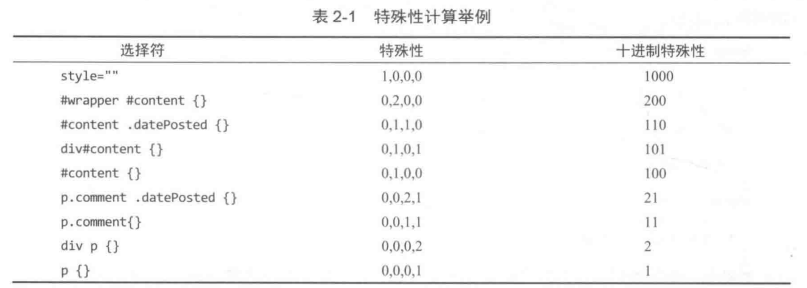 表 2-1 特殊性计算举例
选择符 特殊性 十进制特殊性
style="" 1,0,0,0 1000
#wrapper #content {} 0,2,0,0 200
#content .datePosted {} 0,1,1,0 110
div#content {} 0,1,0,1 101
#content {} 0,1,0,0 100
p.comment .datePosted {} 0,0,2,1 21
p.comment{} 0,0,1,1 11
div p {} 0,0,0,2 2
p {} 0,0,0,1 1